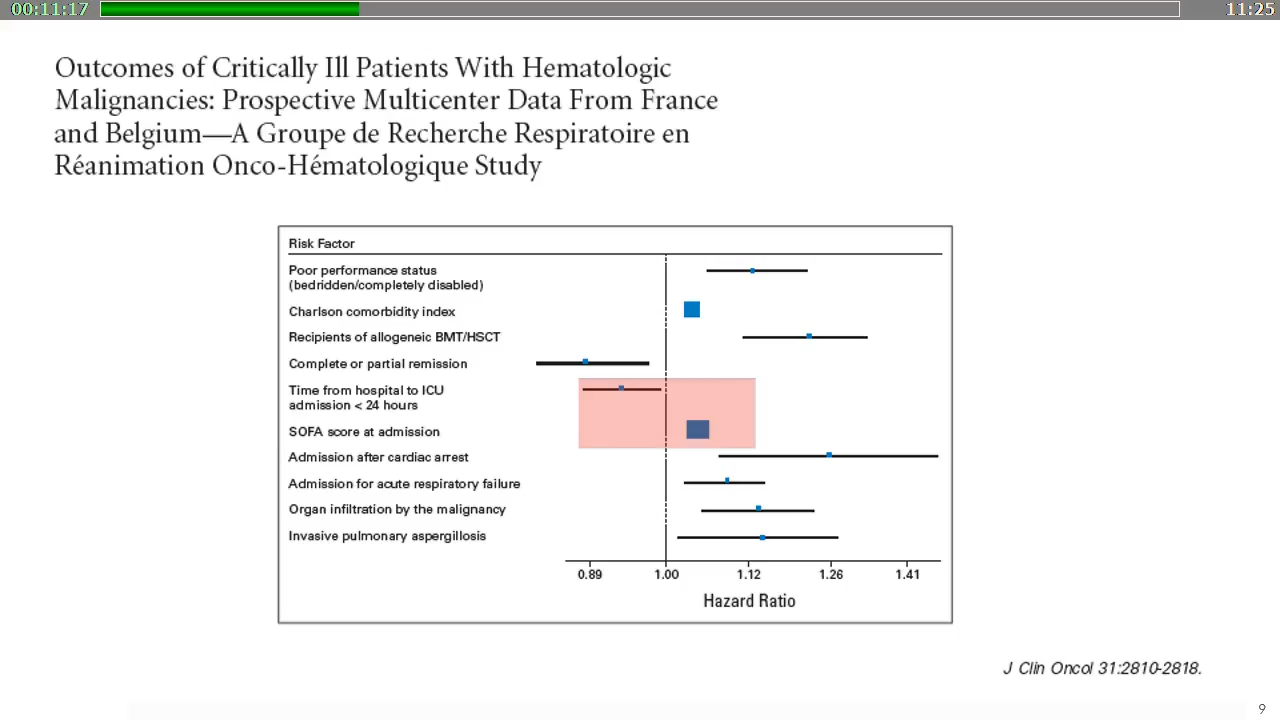 00:11:17
11:25
Outcomes of Critically Ill Patients With Hematologic
Malignancies: Prospective Multicenter Data From France
and Belgium—A Groupe de Recherche Respiratoire en
Réanimation Onco-Hématologique Study
Risk Factor
Poor performance status
(bedridden/completely disabled)
Charlson comorbidity index
Recipients of allogeneic BMT/HSCT
Complete or partial remission
Time from hospital to ICU
admission < 24 hours
SOFA score at admission
Admission after cardiac arrest
Admission for acute respiratory failure
Organ infiltration by the malignancy
Invasive pulmonary aspergillosis
0.89 1.00 1.12 1.26 1.41
Hazard Ratio
J Clin Oncol 31:2810-2818.
9